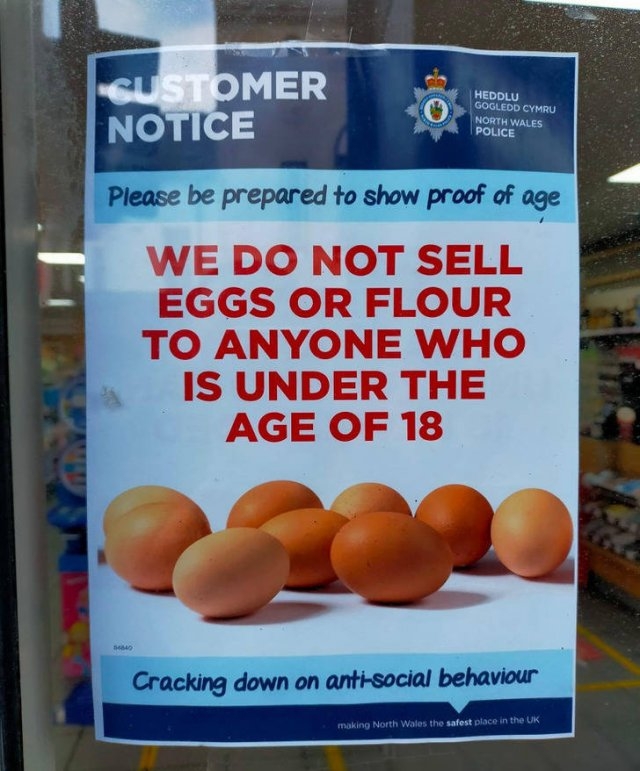 CUSTOMER
NOTICE
HEDDLU
GOGLEDD CYMRU
NORTH WALES
POLICE
Please be prepared to show proof of age
WE DO NOT SELL
EGGS OR FLOUR
TO ANYONE WHO
IS UNDER THE
AGE OF 18
Cracking down on anti-social behaviour
making North Wales the safest place in the UK